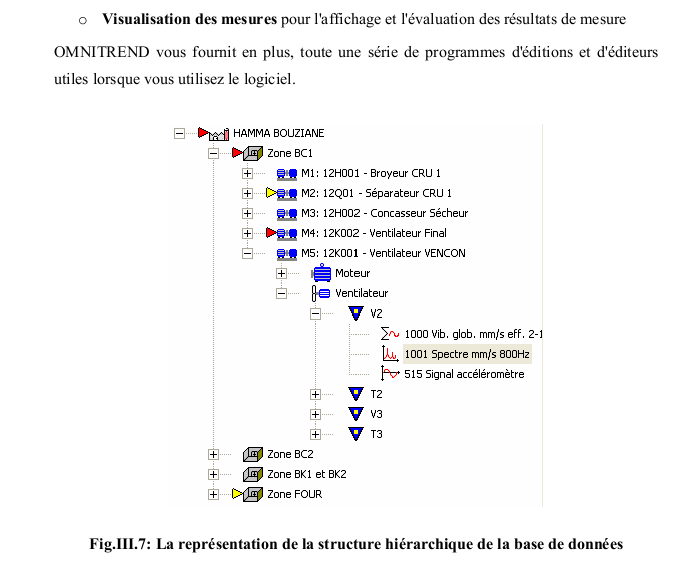 o Visualisation des mesures pour l'affichage et l'évaluation des résultats de mesure
OMNITREND vous fournit en plus, toute une série de programmes d'éditions et d'éditeurs
utiles lorsque vous utilisez le logiciel.
HAMMA BOUZIANE
Zone BC1
M1: 12H001 - Broyeur CRU 1
M2: 12Q01 - Séparateur CRU 1
M3: 12H002 - Concasseur Sécheur
M4: 12K002 - Ventilateur Final
M5: 12K001 - Ventilateur VENCON
Moteur
Ventilateur
V2
1000 Vib. glob. mm/s eff. 2-1
1001 Spectre mm/s 800Hz
515 Signal accéléromètre
T2
V3
T3
Zone BC2
Zone BK1 et BK2
Zone FOUR
Fig.III.7: La représentation de la structure hiérarchique de la base de données